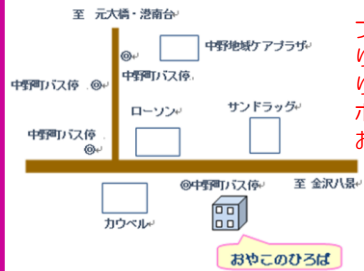 至　元大橋・港南台
中野地域ケアプラザ
中野町バス停
中野町バス停
ローソン
サンドラッグ
中野町バス停
中野町バス停
至　金沢八景
カウベル
おやこのひろば